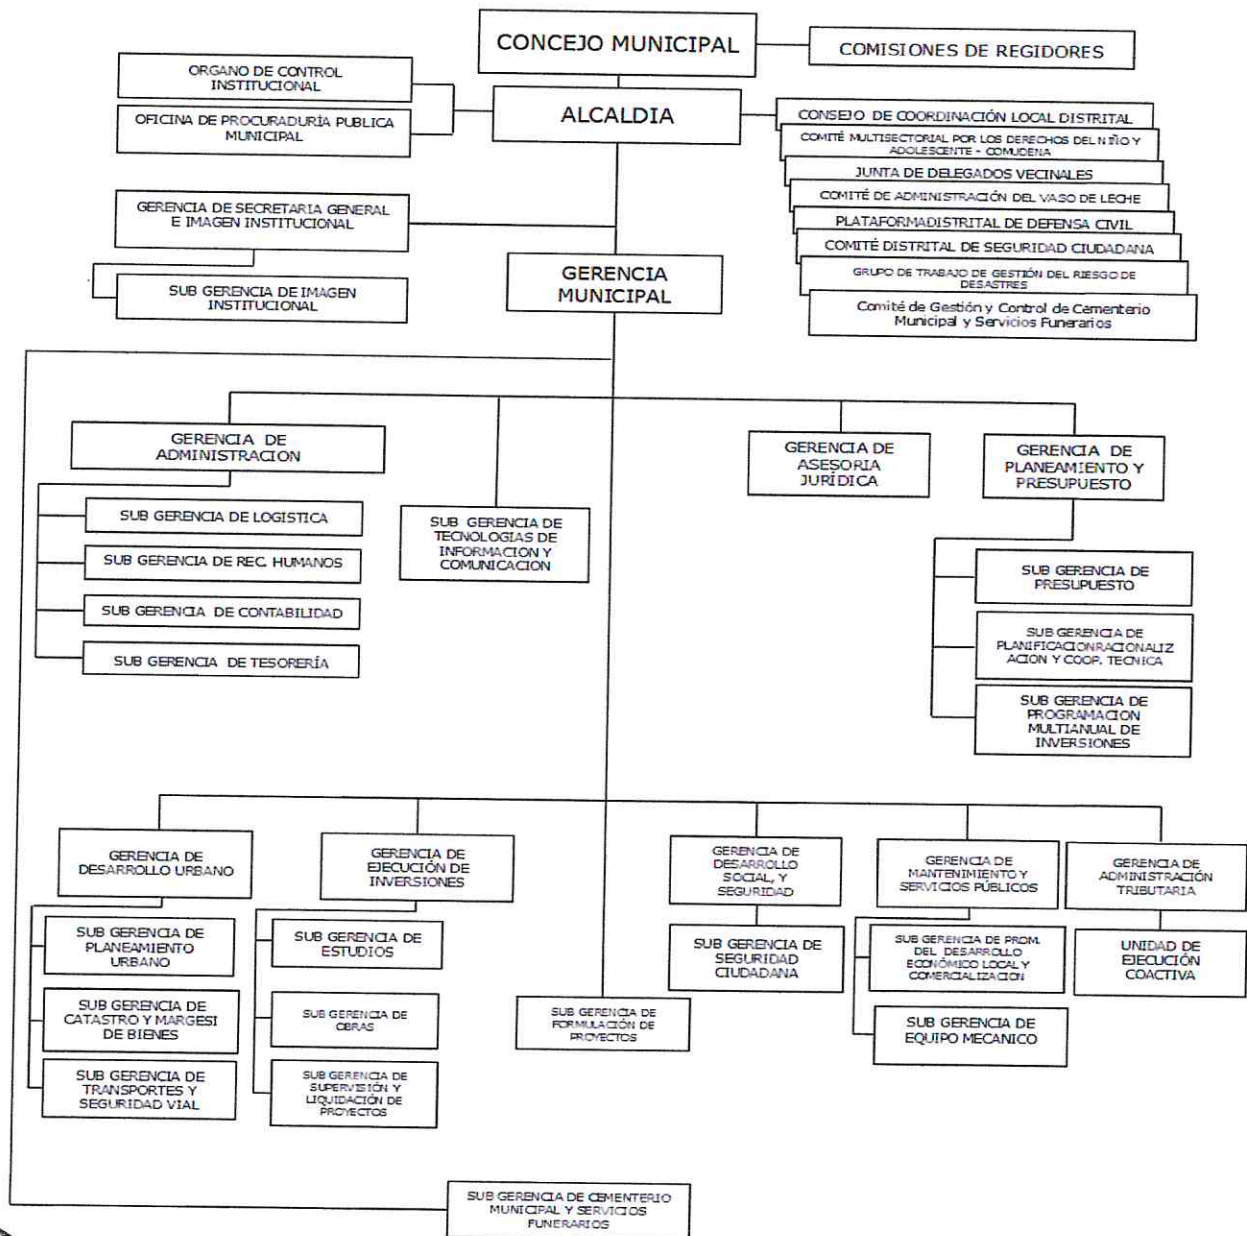 CONCEJO MUNICIPAL
COMISIONES DE REGIDORES
ORGANO DE CONTROL
INSTITUCIONAL
OFICINA DE PROCURADURÍA PUBLICA
MUNICIPAL
ALCALDIA
CONSEJO DE COORDINACIÓN LOCAL DISTRITAL
COMITÉ MULTISECTORIAL POR LOS DERECHOS DEL NIÑO Y
ADOLESCENTE - COMUDENA
JUNTA DE DELEGADOS VECINALES
COMITÉ DE ADMINISTRACIÓN DEL VASO DE LECHE
PLATAFORMADISTRITAL DE DEFENSA CIVIL
COMITÉ DISTRITAL DE SEGURIDAD CIUDADANA
GRUPO DE TRABAJO DE GESTIÓN DEL RIESGO DE
DESASTRES
Comité de Gestión y Control de Cementerio
Municipal y Servicios Funerarios
GERENCIA DE SECRETARIA GENERAL
E IMAGEN INSTITUCIONAL
SUB GERENCIA DE IMAGEN
INSTITUCIONAL
GERENCIA
MUNICIPAL
GERENCIA DE
ADMINISTRACION
SUB GERENCIA DE LOGISTICA
SUB GERENCIA DE REC. HUMANOS
SUB GERENCIA DE CONTABILIDAD
SUB GERENCIA DE TESORERÍA
SUB GERENCIA DE
TECNOLOGIAS DE
INFORMACION Y
COMUNICACION
GERENCIA DE
ASESORIA
JURÍDICA
GERENCIA DE
PLANEAMIENTO Y
PRESUPUESTO
SUB GERENCIA DE
PRESUPUESTO
SUB GERENCIA DE
PLANIFICACIONRACIONALIZ
ACION Y COOP. TECNICA
SUB GERENCIA DE
PROGRAMACION
MULTIANUAL DE
INVERSIONES
GERENCIA DE
DESARROLLO URBANO
SUB GERENCIA DE
PLANEAMIENTO
URBANO
SUB GERENCIA DE
CATASTRO Y MARGESI
DE BIENES
SUB GERENCIA DE
TRANSPORTES Y
SEGURIDAD VIAL
GERENCIA DE
EJECUCIÓN DE
INVERSIONES
SUB GERENCIA DE
ESTUDIOS
SUB GERENCIA DE
OBRAS
SUB GERENCIA DE
SUPERVISIÓN Y
LIQUIDACIÓN DE
PROYECTOS
SUB GERENCIA DE
FORMULACIÓN DE
PROYECTOS
GERENCIA DE
DESARROLLO
SOCIAL, Y
SEGURIDAD
SUB GERENCIA DE
SEGURIDAD
CIUDADANA
GERENCIA DE
MANTENIMIENTO Y
SERVICIOS PÚBLICOS
SUB GERENCIA DE PROM.
DEL DESARROLLO
ECONÓMICO LOCAL Y
COMERCIALIZACION
SUB GERENCIA DE
EQUIPO MECANICO
GERENCIA DE
ADMINISTRACIÓN
TRIBUTARIA
UNIDAD DE
EJECUCIÓN
COACTIVA
SUB GERENCIA DE CEMENTERIO
MUNICIPAL Y SERVICIOS
FUNERARIOS